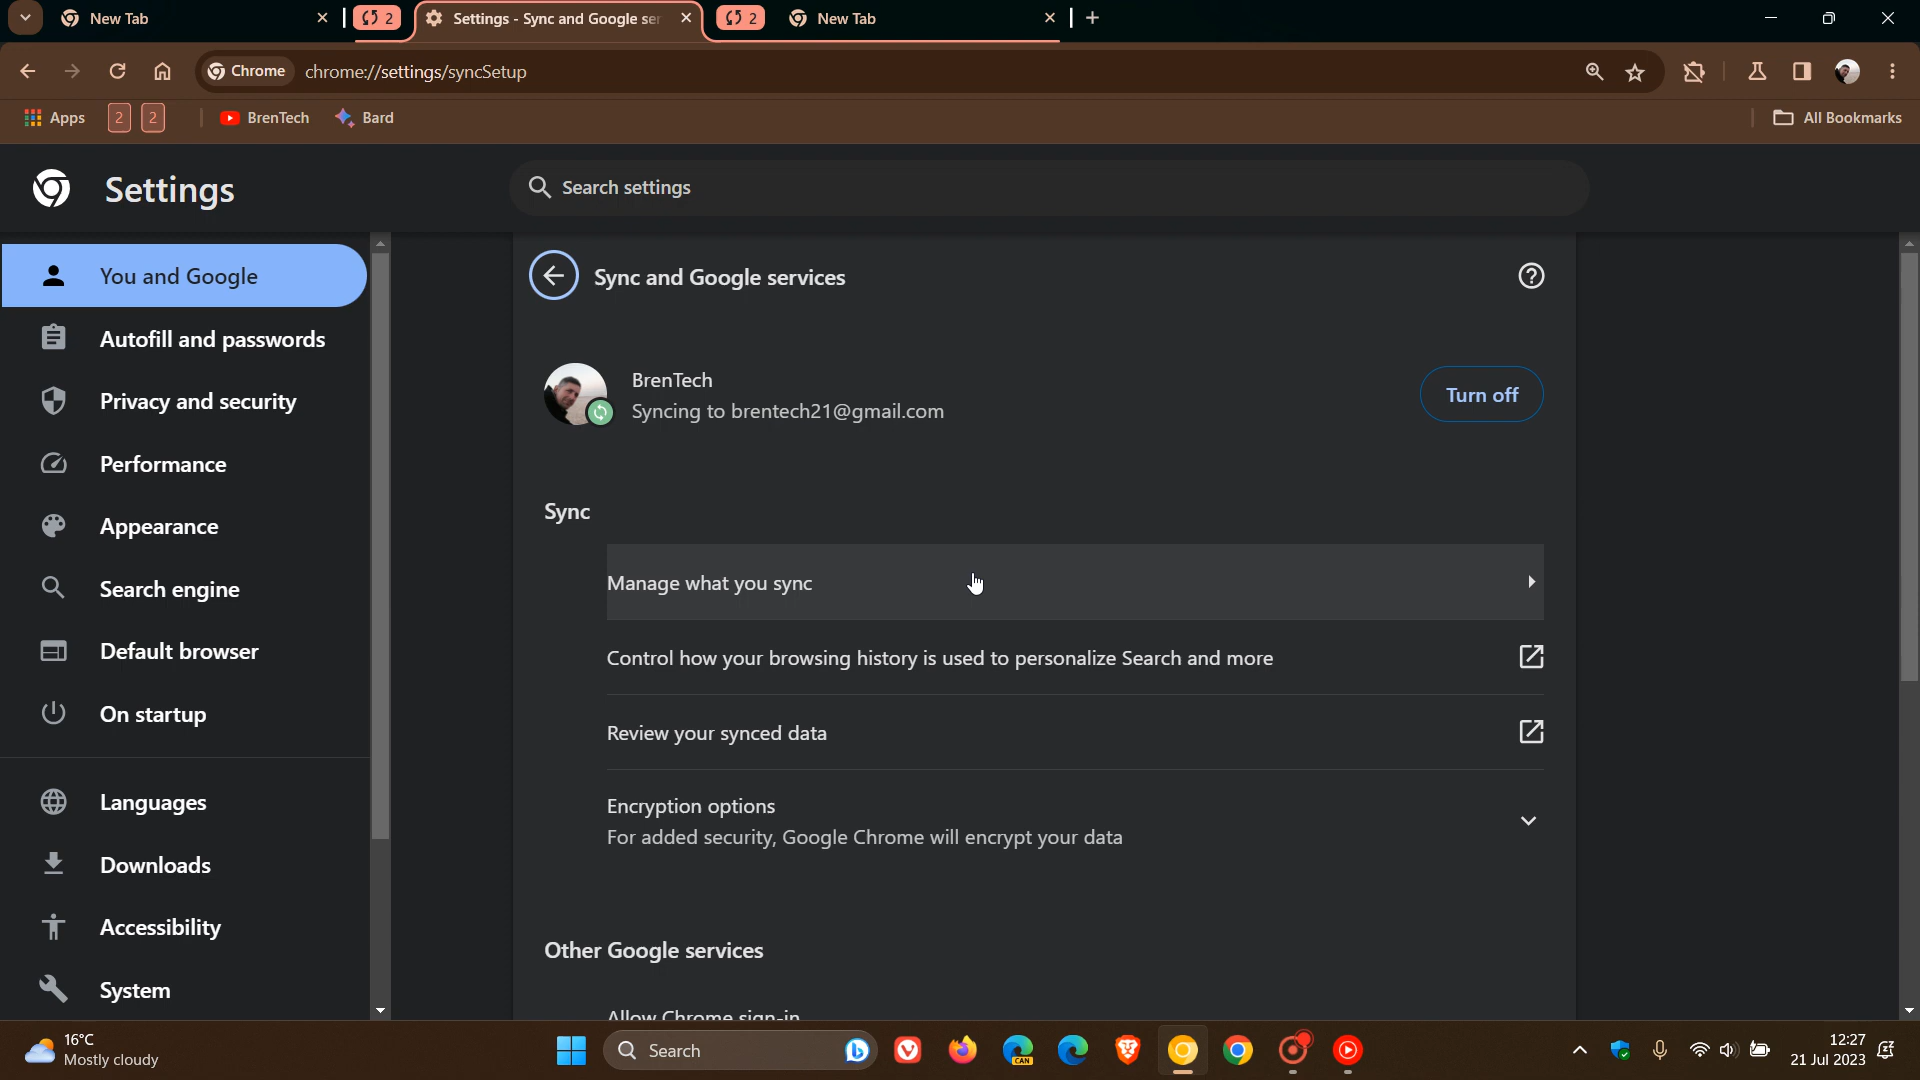 New Tab
2
Settings - Sync and Google ser
2
New Tab
Chrome
chrome://settings/syncSetup
Apps
2
2
BrenTech
Bard
All Bookmarks
Settings
Search settings
You and Google
Autofill and passwords
Privacy and security
Performance
Appearance
Search engine
Default browser
On startup
Languages
Downloads
Accessibility
System
Sync and Google services
BrenTech
Syncing to brentech21@gmail.com
Turn off
Sync
Manage what you sync
Control how your browsing history is used to personalize Search and more
Review your synced data
Encryption options
For added security, Google Chrome will encrypt your data
Other Google services
Allow Chrome sign-in
16°C
Mostly cloudy
Search
CAN
12:27
21 Jul 2023